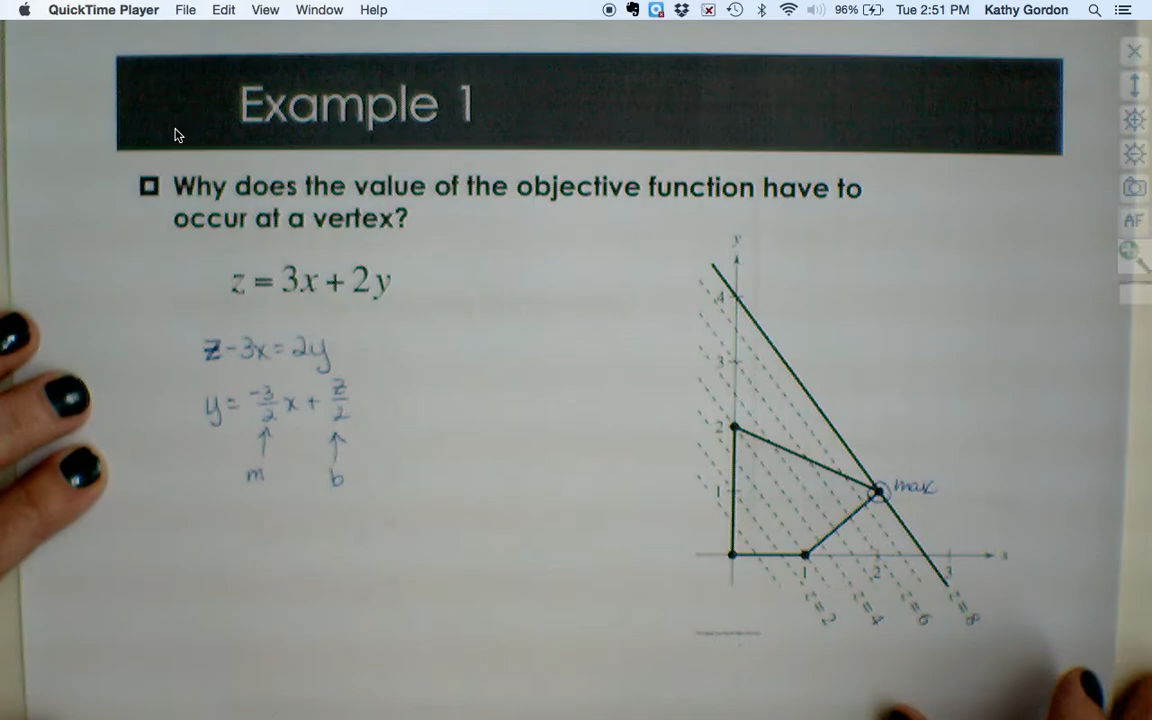 QuickTime Player File Edit View Window Help 96% Tue 2:51 PM Kathy Gordon
AF
Example 1
Why does the value of the objective function have to
occur at a vertex?
z = 3x + 2y
z - 3x = 2y
y = -3/2 x + z/2
m b
y
4
3
2
1
max
x
1 2 3
z=2 z=4 z=6 z=8